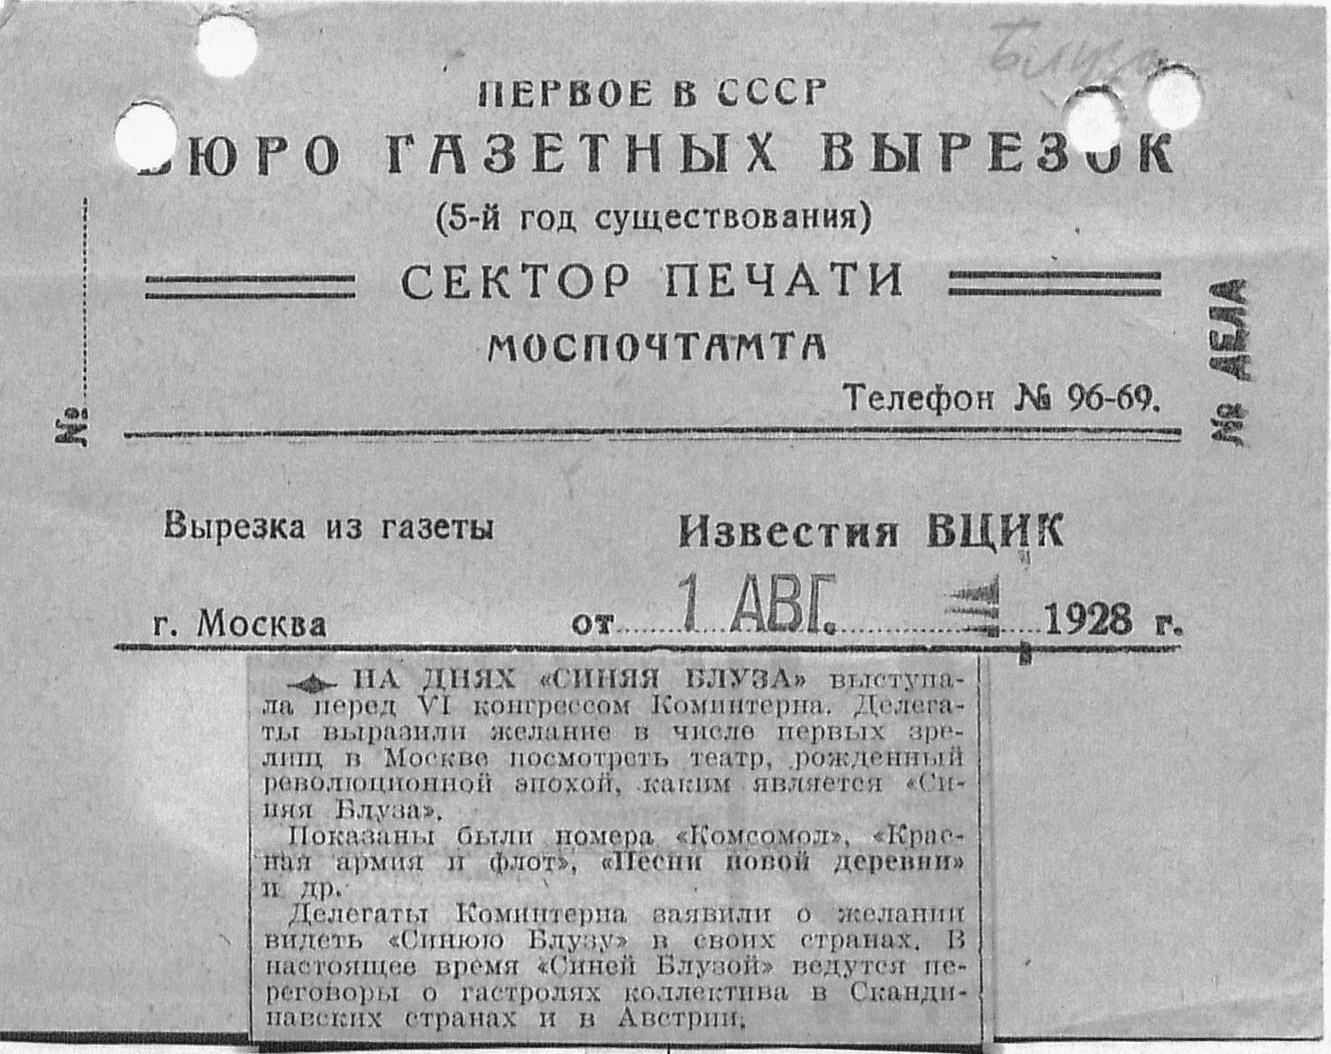 Блуза
ПЕРВОЕ В СССР
БЮРО ГАЗЕТНЫХ ВЫРЕЗОК
(5-й год существования)
СЕКТОР ПЕЧАТИ
МОСПОЧТАМТА
Телефон № 96-69.
№
№ ДЕЛА
Вырезка из газеты Известия ВЦИК
г. Москва от 1 АВГ. 1928 г.
НА ДНЯХ «СИНЯЯ БЛУЗА» выступа-
ла перед VI конгрессом Коминтерна. Делега-
ты выразили желание в числе первых зре-
лищ в Москве посмотреть театр, рожденный
революционной эпохой, каким является «Си-
няя Блуза».
Показаны были номера «Комсомол», «Крас-
ная армия и флот», «Песни новой деревни»
и др.
Делегаты Коминтерна заявили о желании
видеть «Синюю Блузу» в своих странах. В
настоящее время «Синей Блузой» ведутся пе-
реговоры о гастролях коллектива в Сканди-
навских странах и в Австрии.